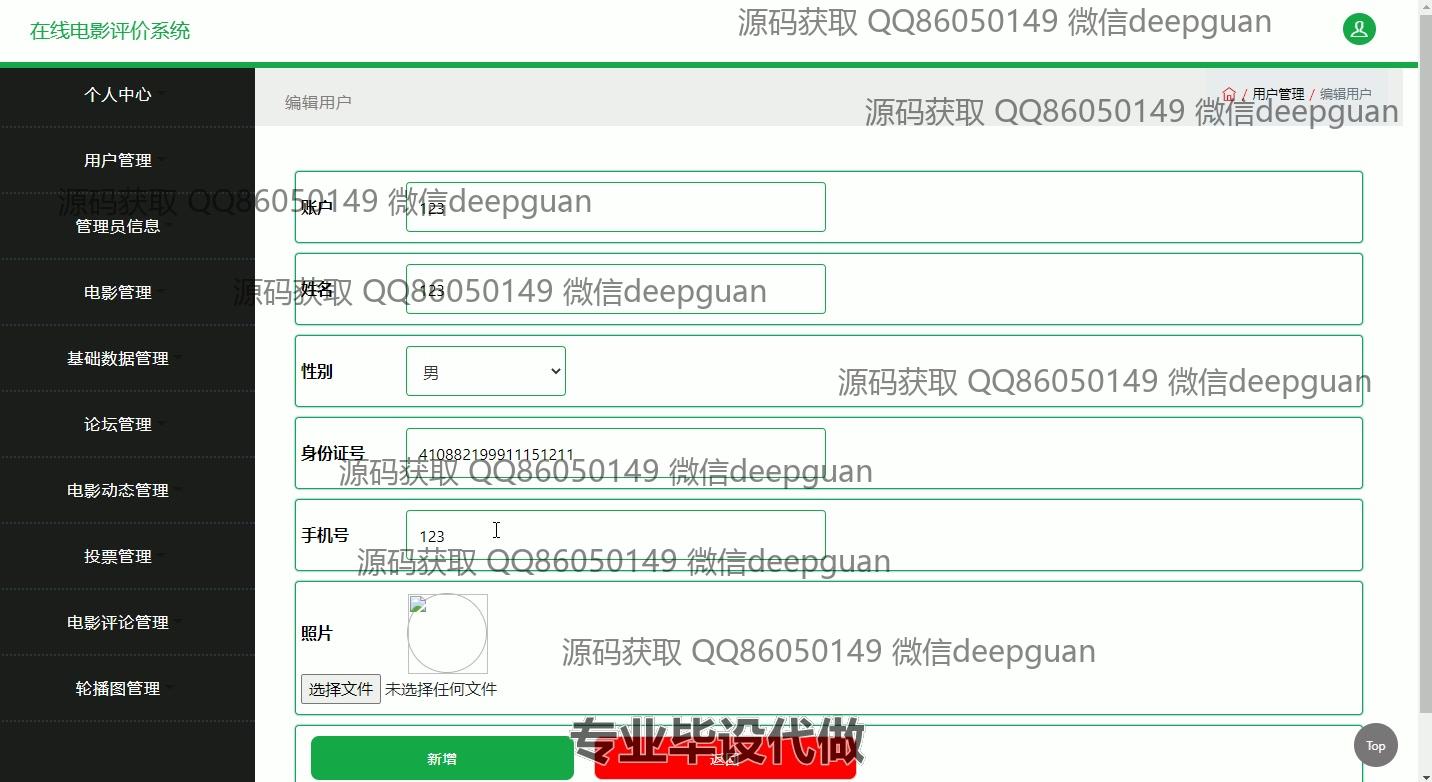 在线电影评价系统
源码获取 QQ86050149 微信deepguan
个人中心
编辑用户
/ 用户管理 / 编辑用户
源码获取 QQ86050149 微信deepguan
用户管理
源码获取 QQ86050149 微信deepguan
账户
123
管理员信息
电影管理
源码获取 QQ86050149 微信deepguan
姓名
123
基础数据管理
性别
男
源码获取 QQ86050149 微信deepguan
论坛管理
身份证号
410882199911151211
源码获取 QQ86050149 微信deepguan
电影动态管理
手机号
123
投票管理
源码获取 QQ86050149 微信deepguan
电影评论管理
照片
源码获取 QQ86050149 微信deepguan
轮播图管理
选择文件 未选择任何文件
专业毕设代做
新增
返回
Top